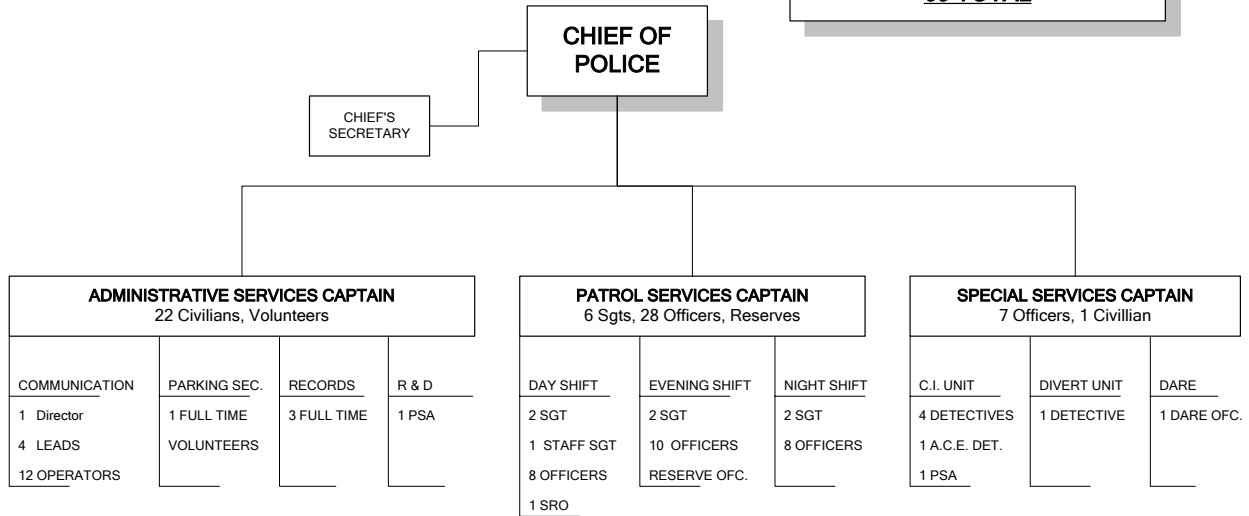 CHIEF OF
POLICE
CHIEF'S
SECRETARY
ADMINISTRATIVE SERVICES CAPTAIN
22 Civilians, Volunteers
COMMUNICATION
1 Director
4 LEADS
12 OPERATORS
PARKING SEC.
1 FULL TIME
VOLUNTEERS
RECORDS
3 FULL TIME
R & D
1 PSA
PATROL SERVICES CAPTAIN
6 Sgts, 28 Officers, Reserves
DAY SHIFT
2 SGT
1 STAFF SGT
8 OFFICERS
1 SRO
EVENING SHIFT
2 SGT
10 OFFICERS
RESERVE OFC.
NIGHT SHIFT
2 SGT
8 OFFICERS
SPECIAL SERVICES CAPTAIN
7 Officers, 1 Civillian
C.I. UNIT
4 DETECTIVES
1 A.C.E. DET.
1 PSA
DIVERT UNIT
1 DETECTIVE
DARE
1 DARE OFC.